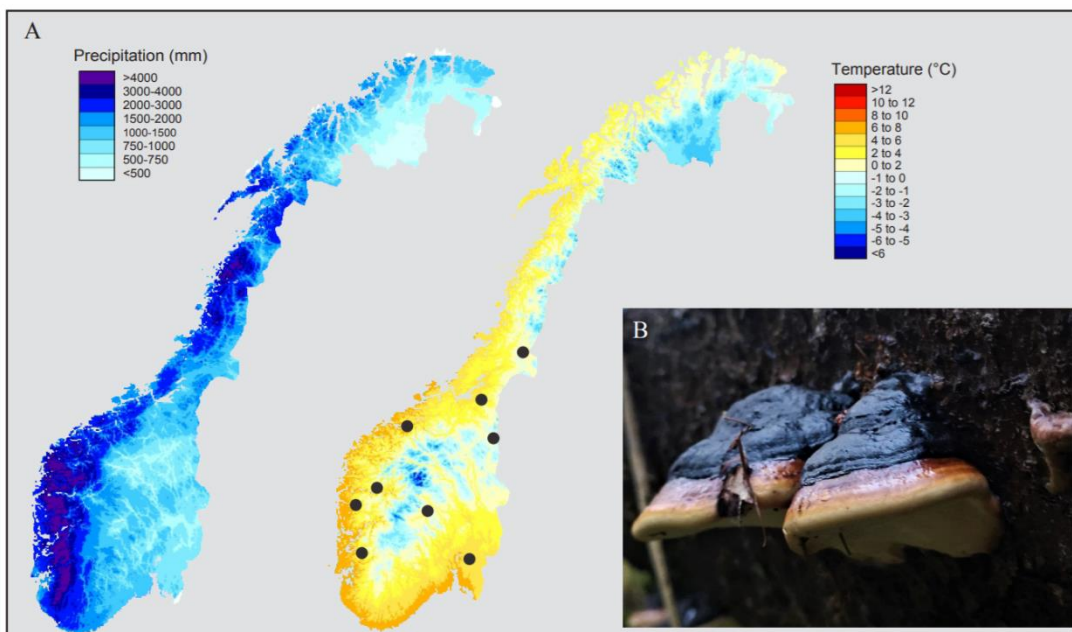 A
Precipitation (mm)
>4000
3000-4000
2000-3000
1500-2000
1000-1500
750-1000
500-750
<500
Temperature (°C)
>12
10 to 12
8 to 10
6 to 8
4 to 6
2 to 4
0 to 2
-1 to 0
-2 to -1
-3 to -2
-4 to -3
-5 to -4
-6 to -5
<6
B